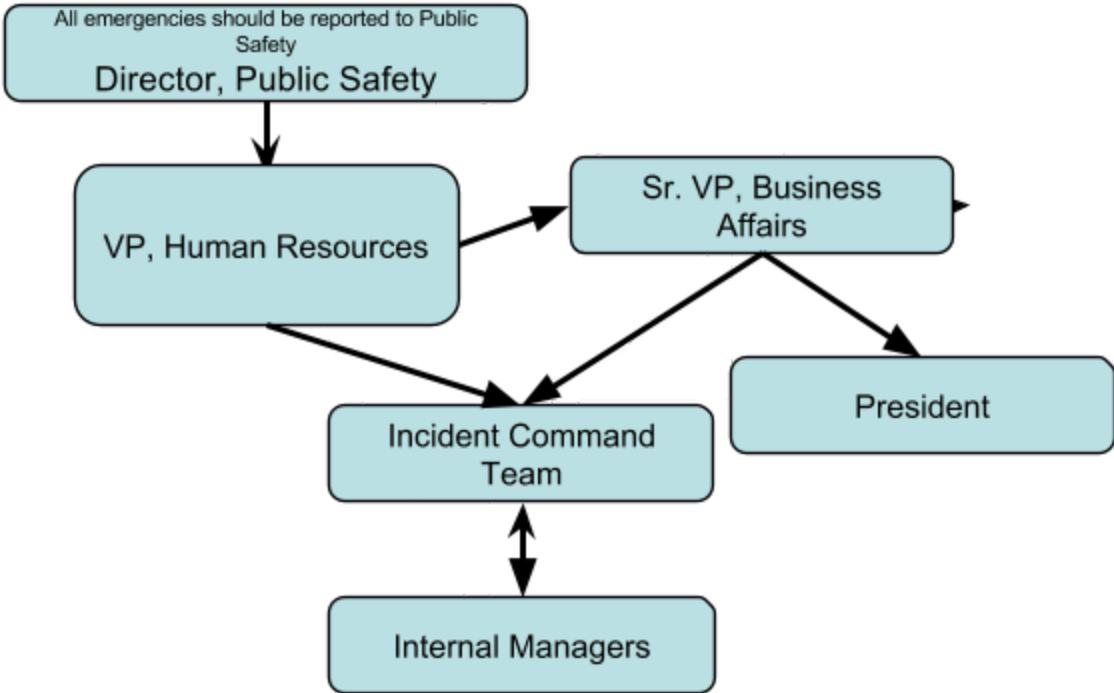 All emergencies should be reported to Public
Safety
Director, Public Safety
VP, Human Resources
Sr. VP, Business
Affairs
President
Incident Command
Team
Internal Managers